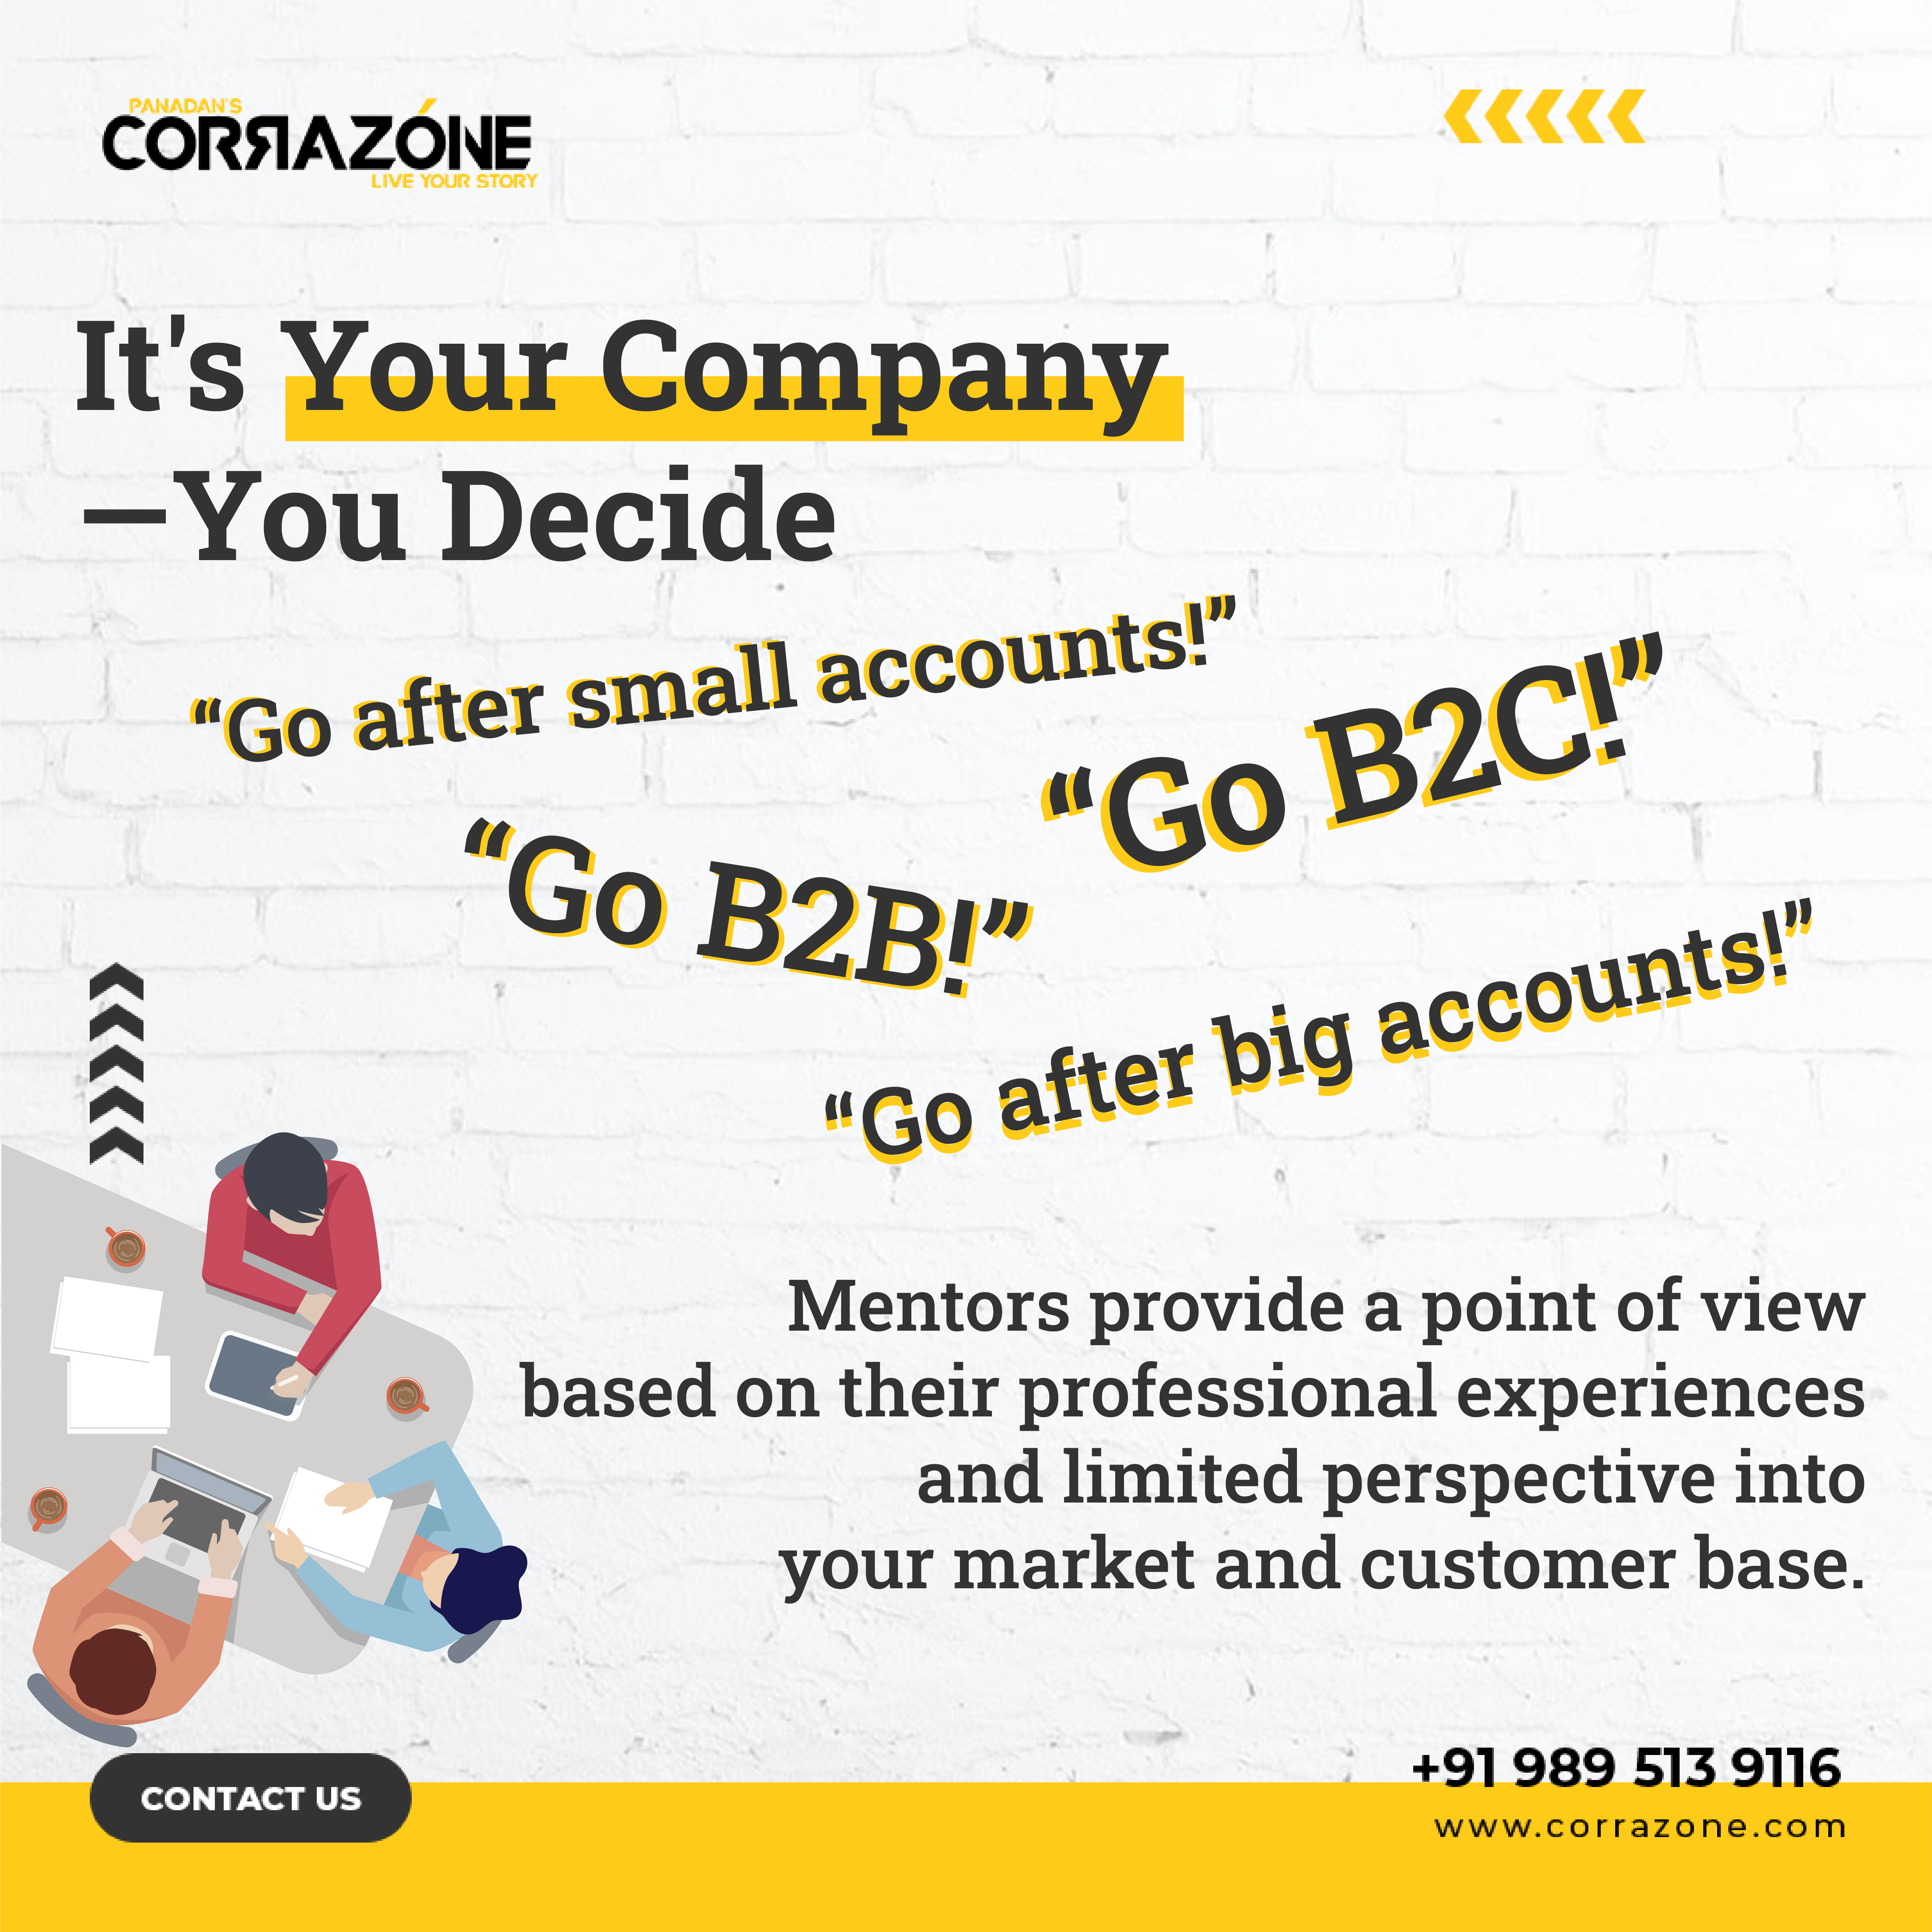 PANADAN'S
CORЯAZÓNE
LIVE YOUR STORY
It's Your Company
—You Decide
“Go after small accounts!”
“Go B2C!”
“Go B2B!”
“Go after big accounts!”
Mentors provide a point of view
based on their professional experiences
and limited perspective into
your market and customer base.
CONTACT US
+91 989 513 9116
www.corrazone.com